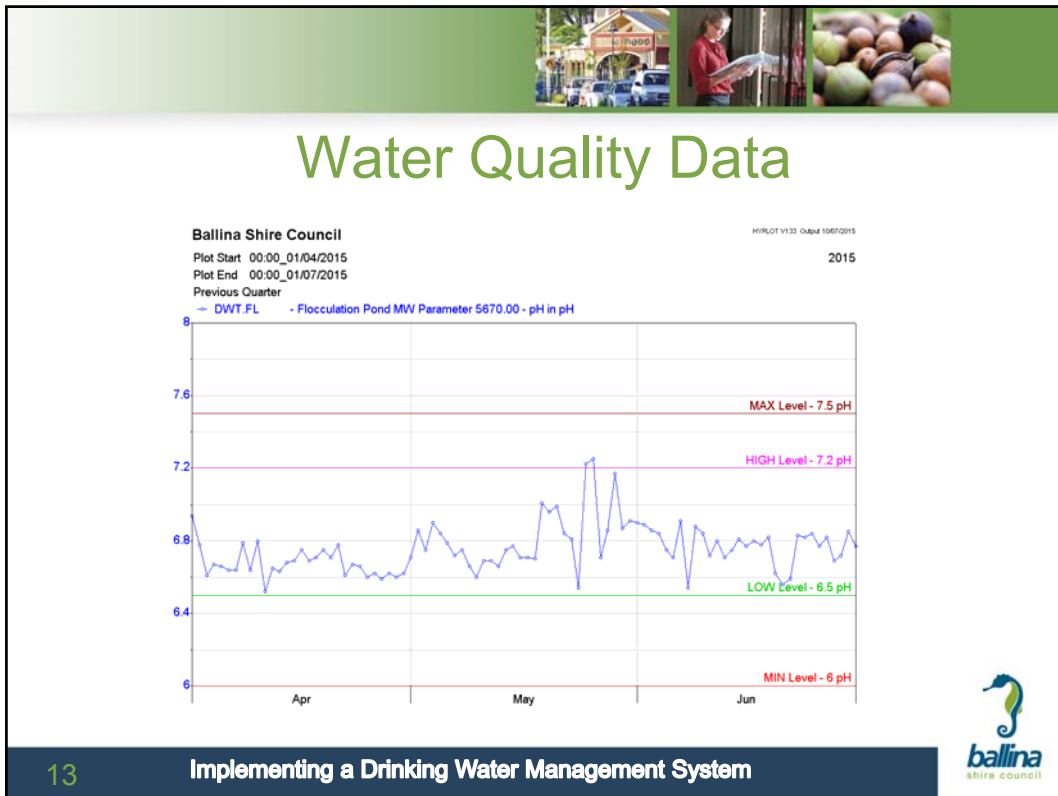 Water Quality Data
Ballina Shire Council
HYPLOT V133 Output 10/07/2015
Plot Start 00:00_01/04/2015
2015
Plot End 00:00_01/07/2015
Previous Quarter
DWT.FL - Flocculation Pond MW Parameter 5670.00 - pH in pH
8
7.6
MAX Level - 7.5 pH
7.2
HIGH Level - 7.2 pH
6.8
LOW Level - 6.5 pH
6.4
MIN Level - 6 pH
6
Apr May Jun
ballina
shire council
13 Implementing a Drinking Water Management System